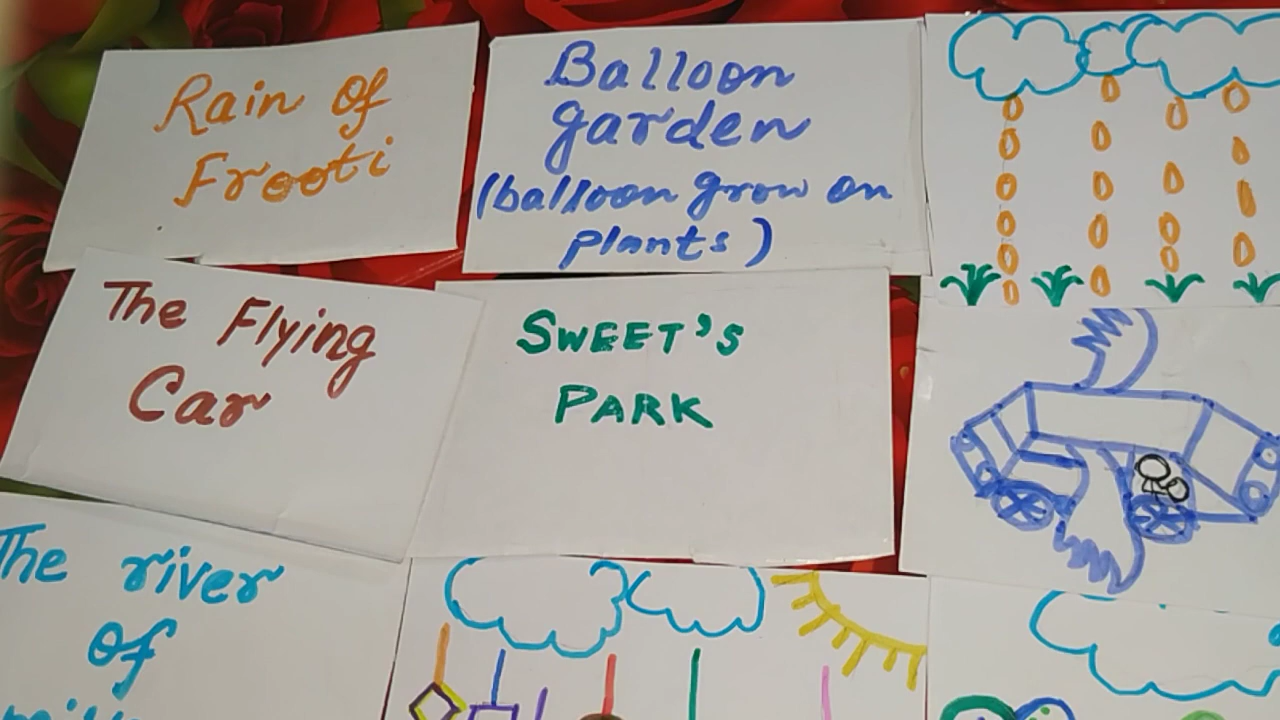 Rain Of
Frooti
Balloon
garden
(balloon grow on
plants)
The Flying
Car
SWEET'S
PARK
The river
of